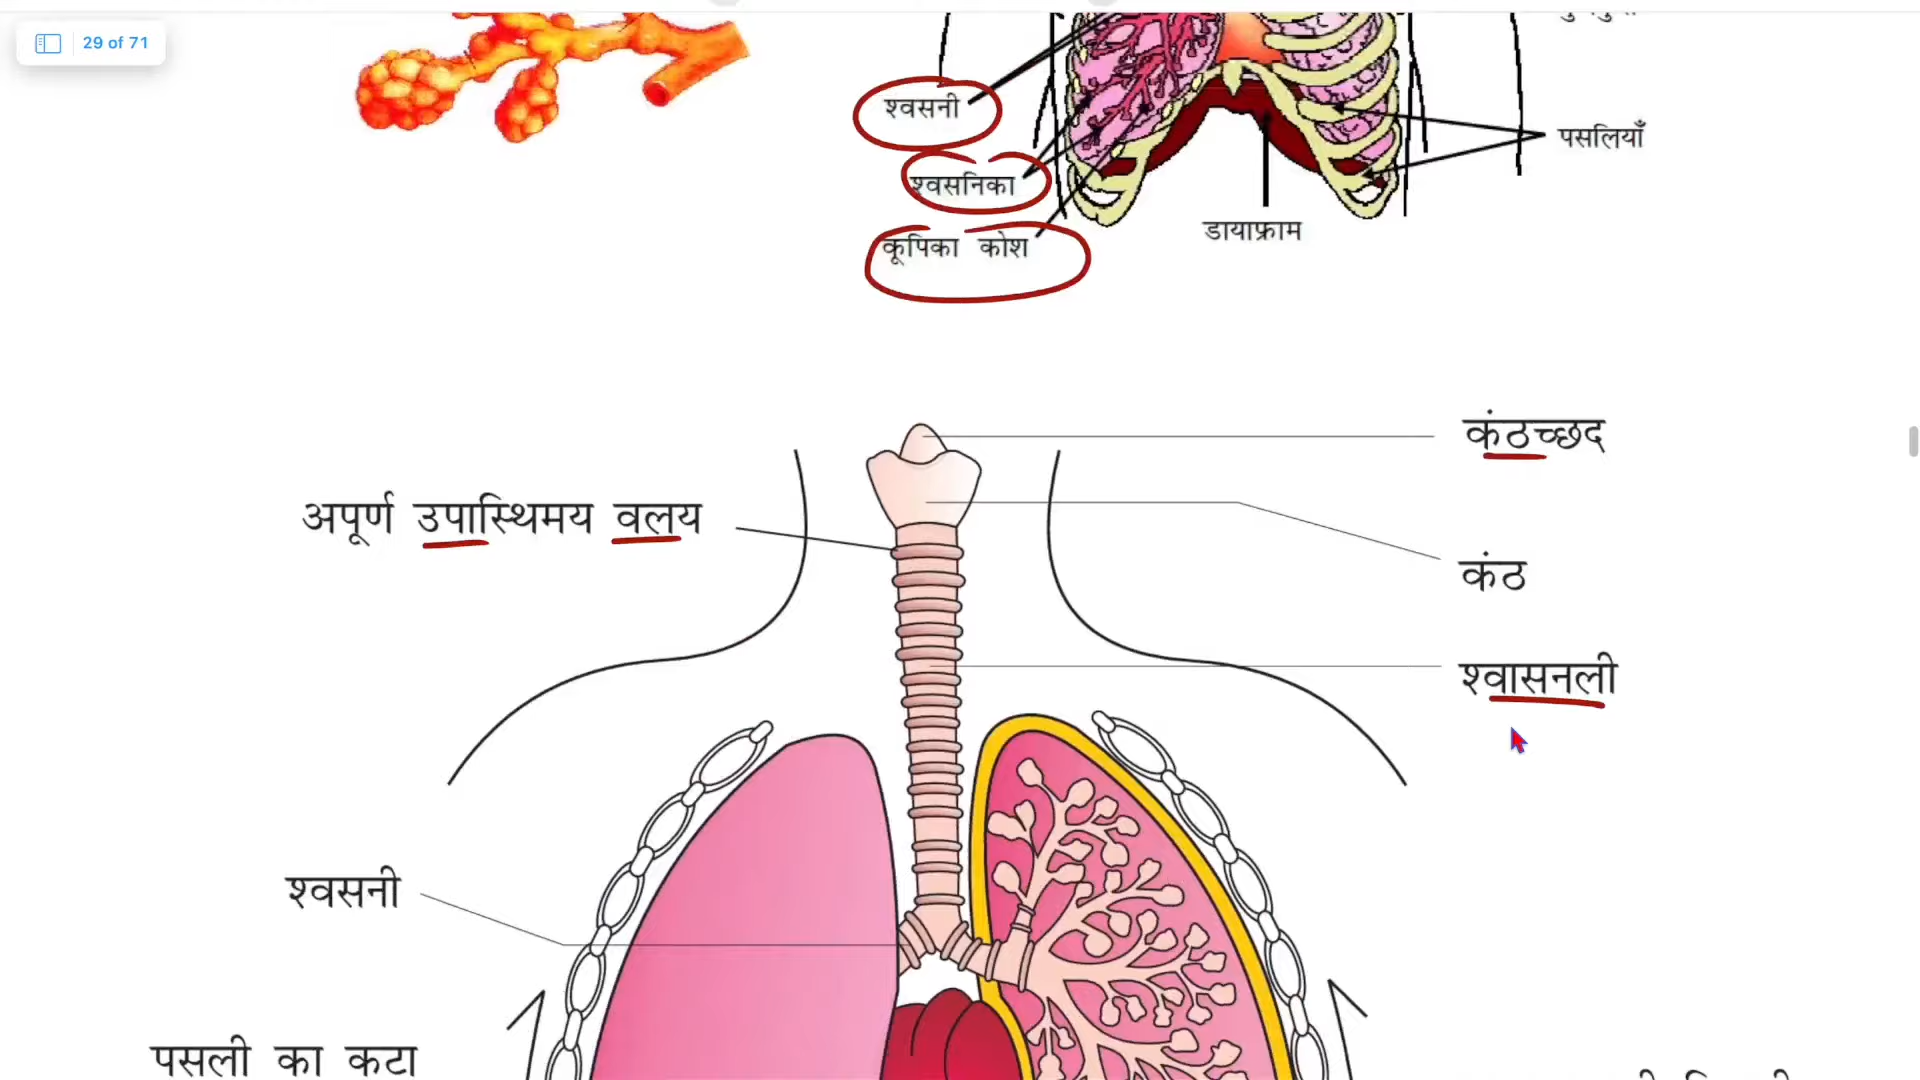 29 of 71
श्वसनी
पसलियाँ
श्वसनिका
डायाफ्राम
कूपिका कोश
कंठच्छद
अपूर्ण उपास्थिमय वलय
कंठ
श्वासनली
श्वसनी
पसली का कटा